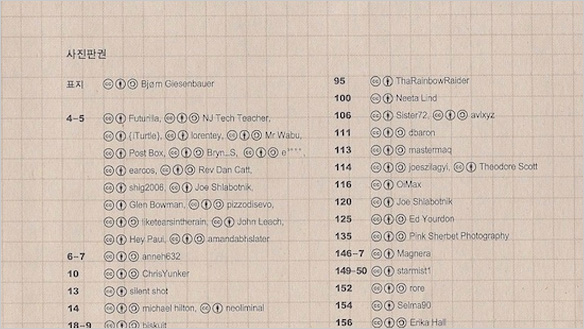 사진판권
표지 Bjørn Giesenbauer
4–5 Futurilla, NJ Tech Teacher,
{iTurtle}, lorentey, Mr Wabu,
Post Box, Bryn_S, e°°°°,
earcos, Rev Dan Catt,
shig2006, Joe Shlabotnik,
Glen Bowman, pizzodisevo,
liketearsintherain, John Leach,
Hey Paul, amandabhslater
6–7 anneh632
10 ChrisYunker
13 silent shot
14 michael hilton, neoliminal
18–9 biskuit
95 ThaRainbowRaider
100 Neeta Lind
106 Sister72, avlxyz
111 dbaron
113 mastermaq
114 joeszilagyi, Theodore Scott
116 OiMax
120 Joe Shlabotnik
125 Ed Yourdon
135 Pink Sherbet Photography
146–7 Magnera
149–50 starmist1
152 rore
154 Selma90
156 Erika Hall